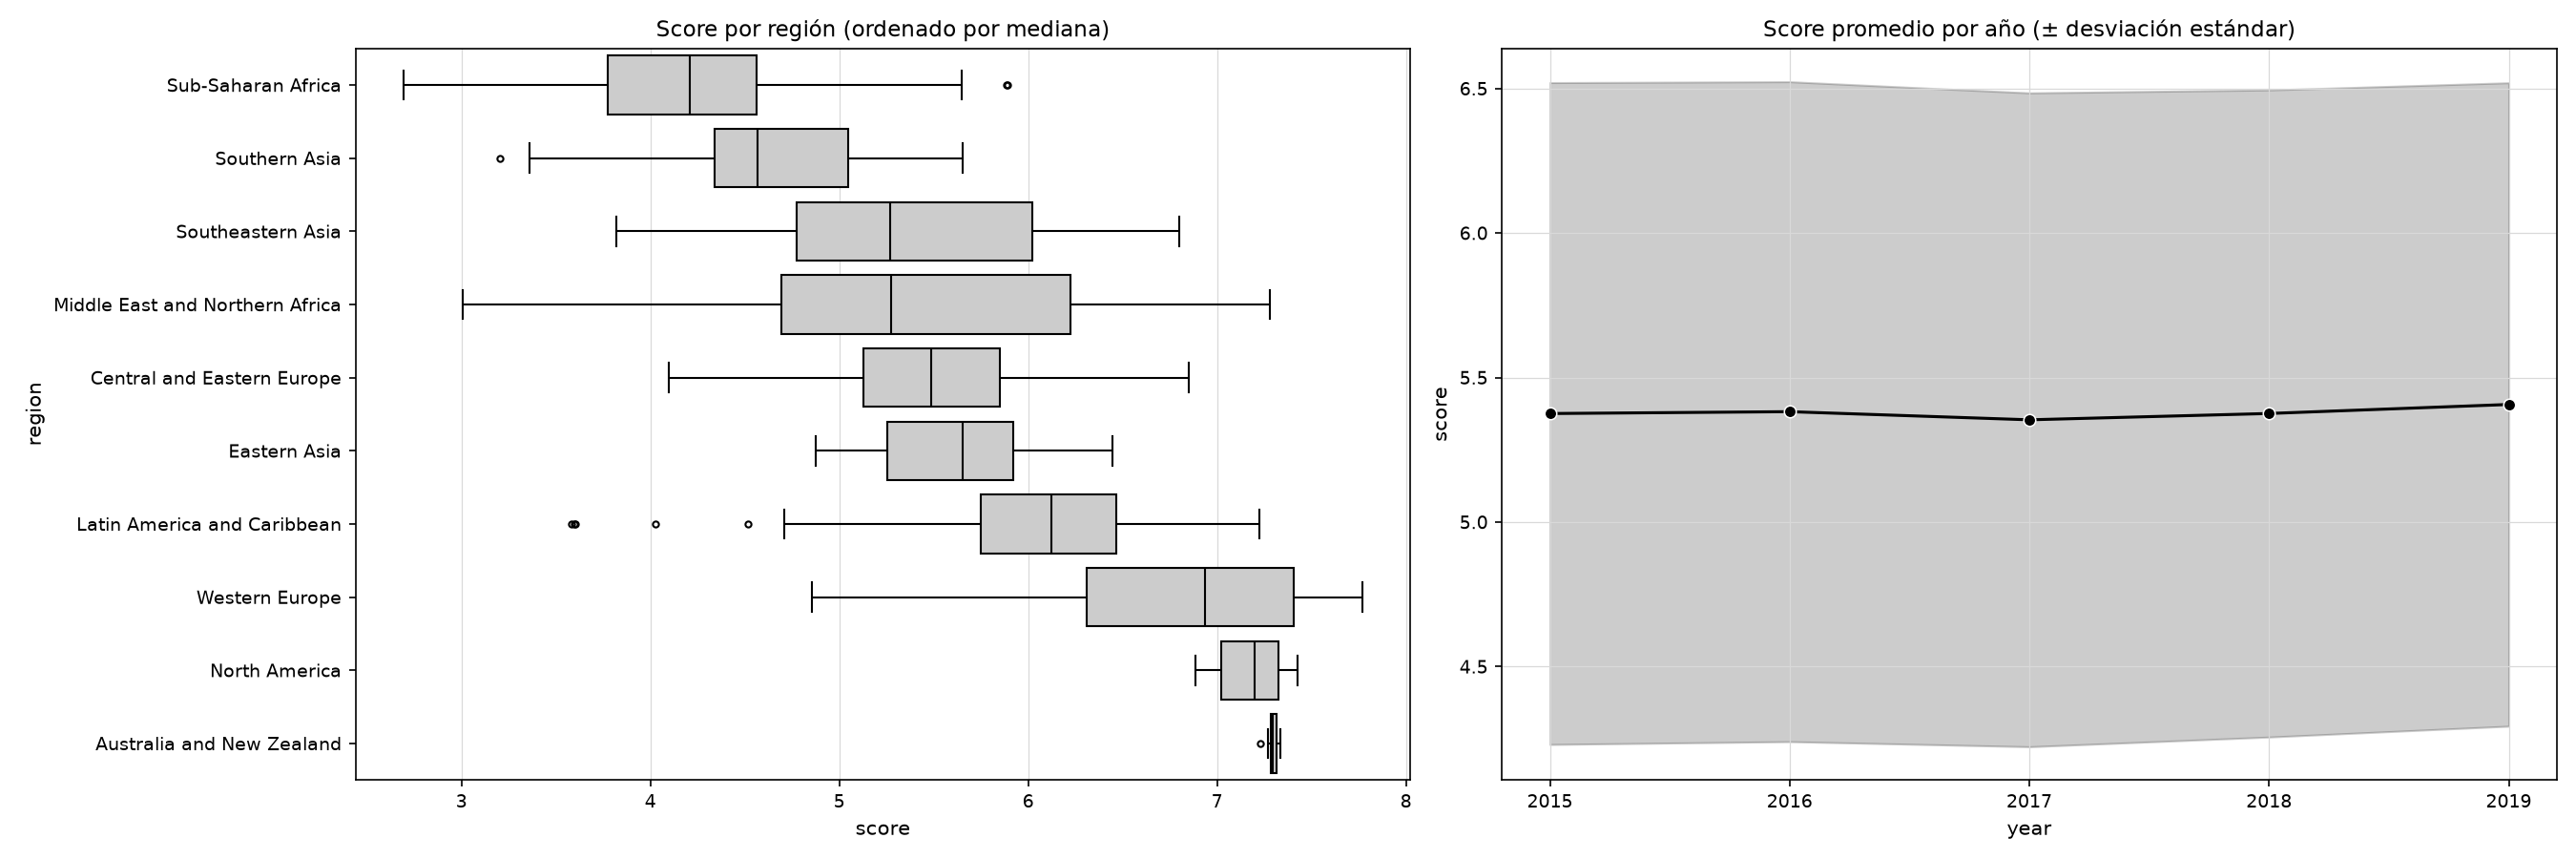 Score por región (ordenado por mediana)
region
Sub-Saharan Africa
Southern Asia
Southeastern Asia
Middle East and Northern Africa
Central and Eastern Europe
Eastern Asia
Latin America and Caribbean
Western Europe
North America
Australia and New Zealand
3 4 5 6 7 8
score
Score promedio por año (± desviación estándar)
score
6.5
6.0
5.5
5.0
4.5
2015 2016 2017 2018 2019
year